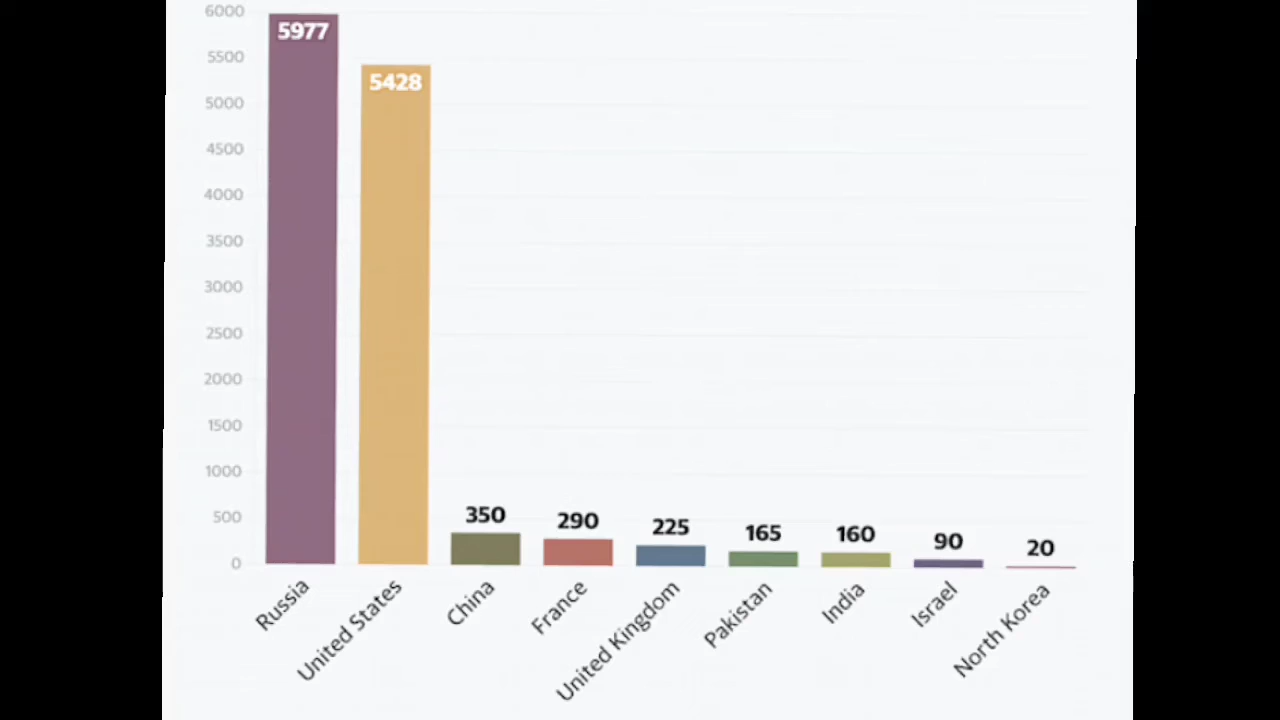 6000
5500
5000
4500
4000
3500
3000
2500
2000
1500
1000
500
0
5977
5428
350
290
225
165
160
90
20
Russia
United States
China
France
United Kingdom
Pakistan
India
Israel
North Korea